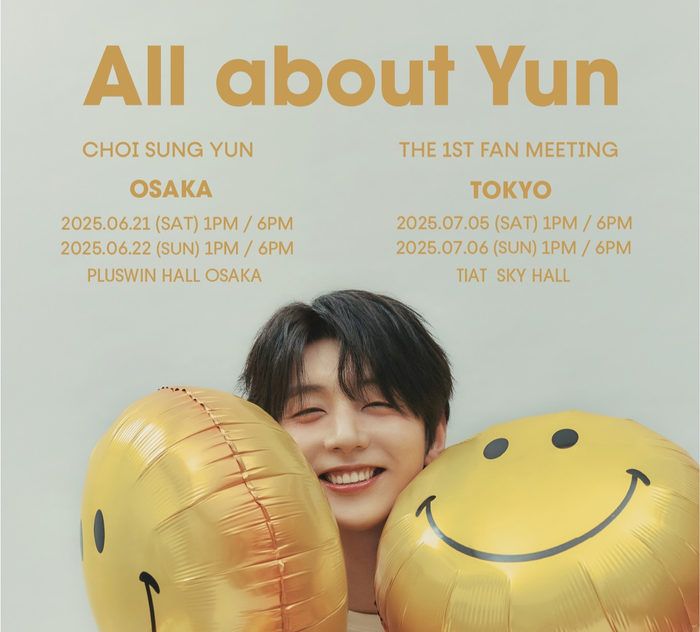 All about Yun
CHOI SUNG YUN
THE 1ST FAN MEETING
OSAKA
2025.06.21 (SAT) 1PM / 6PM
2025.06.22 (SUN) 1PM / 6PM
PLUSWIN HALL OSAKA
TOKYO
2025.07.05 (SAT) 1PM / 6PM
2025.07.06 (SUN) 1PM / 6PM
TIAT SKY HALL